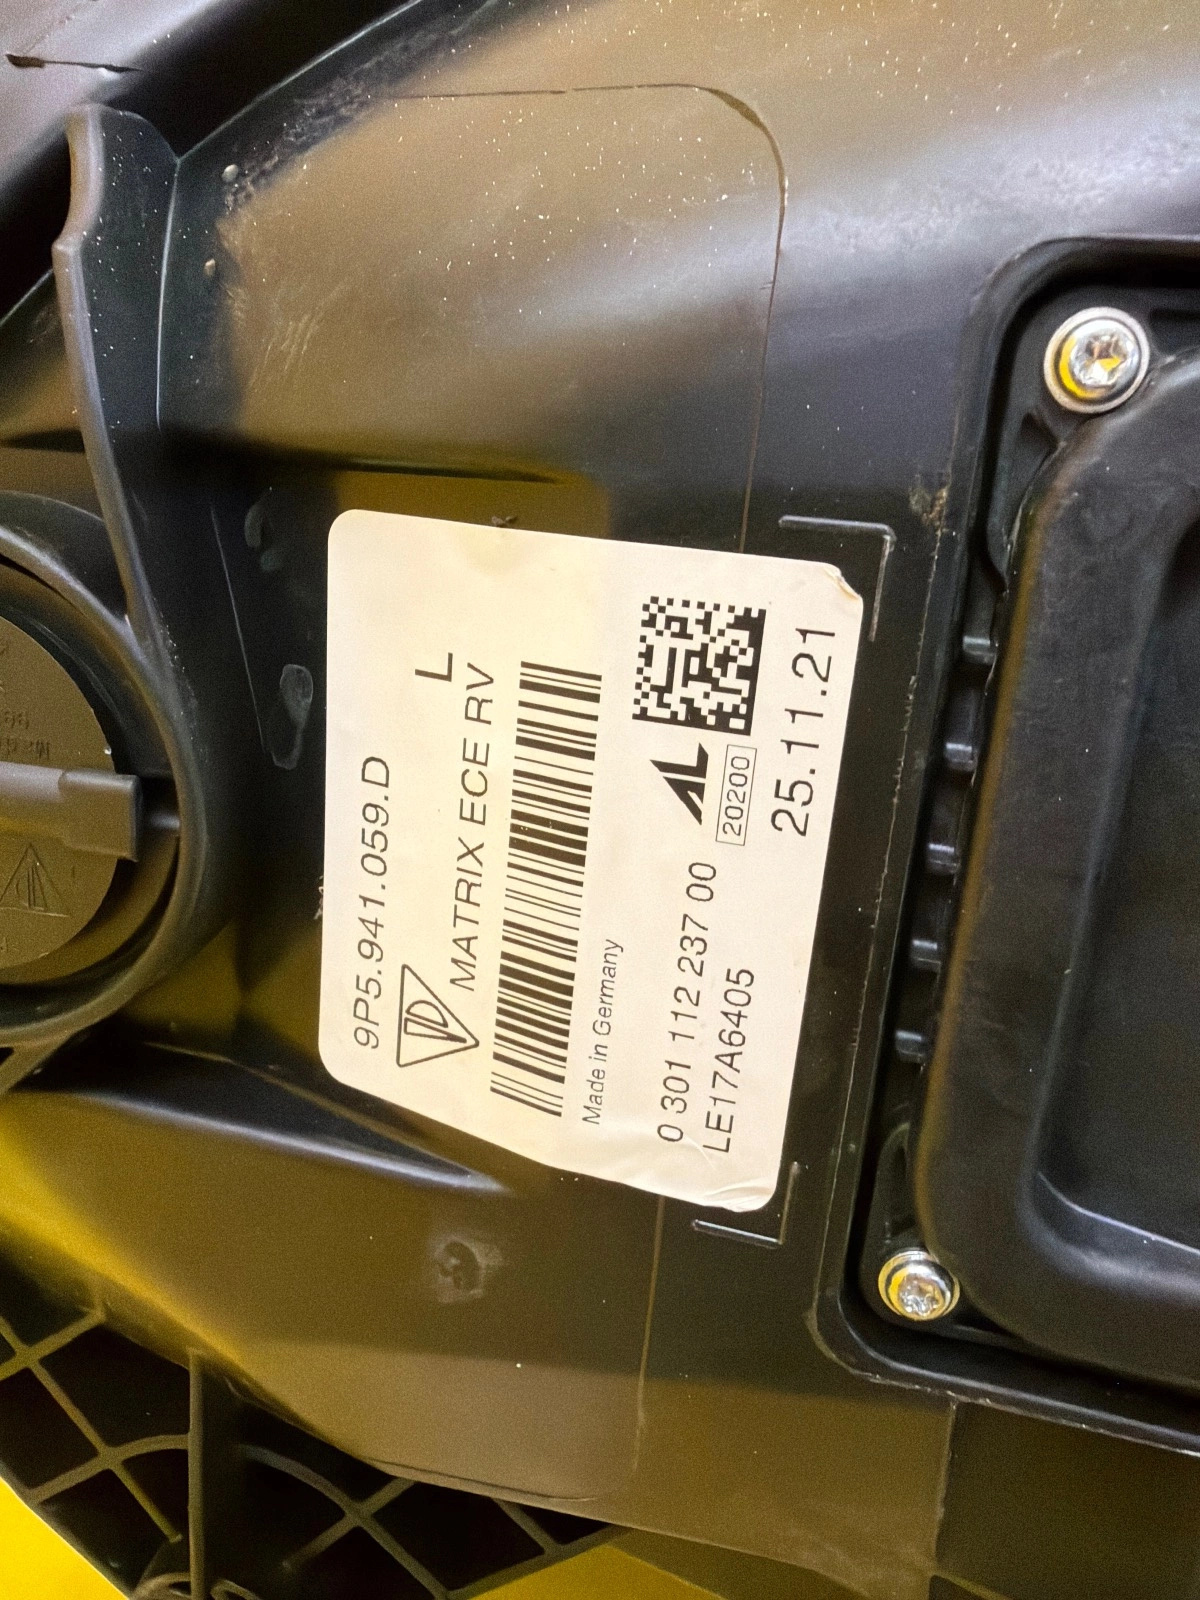 9P5.941.059.D
L
MATRIX ECE RV
Made in Germany
0 301 112 237 00
AL
20200
LE17A6405
25.11.21